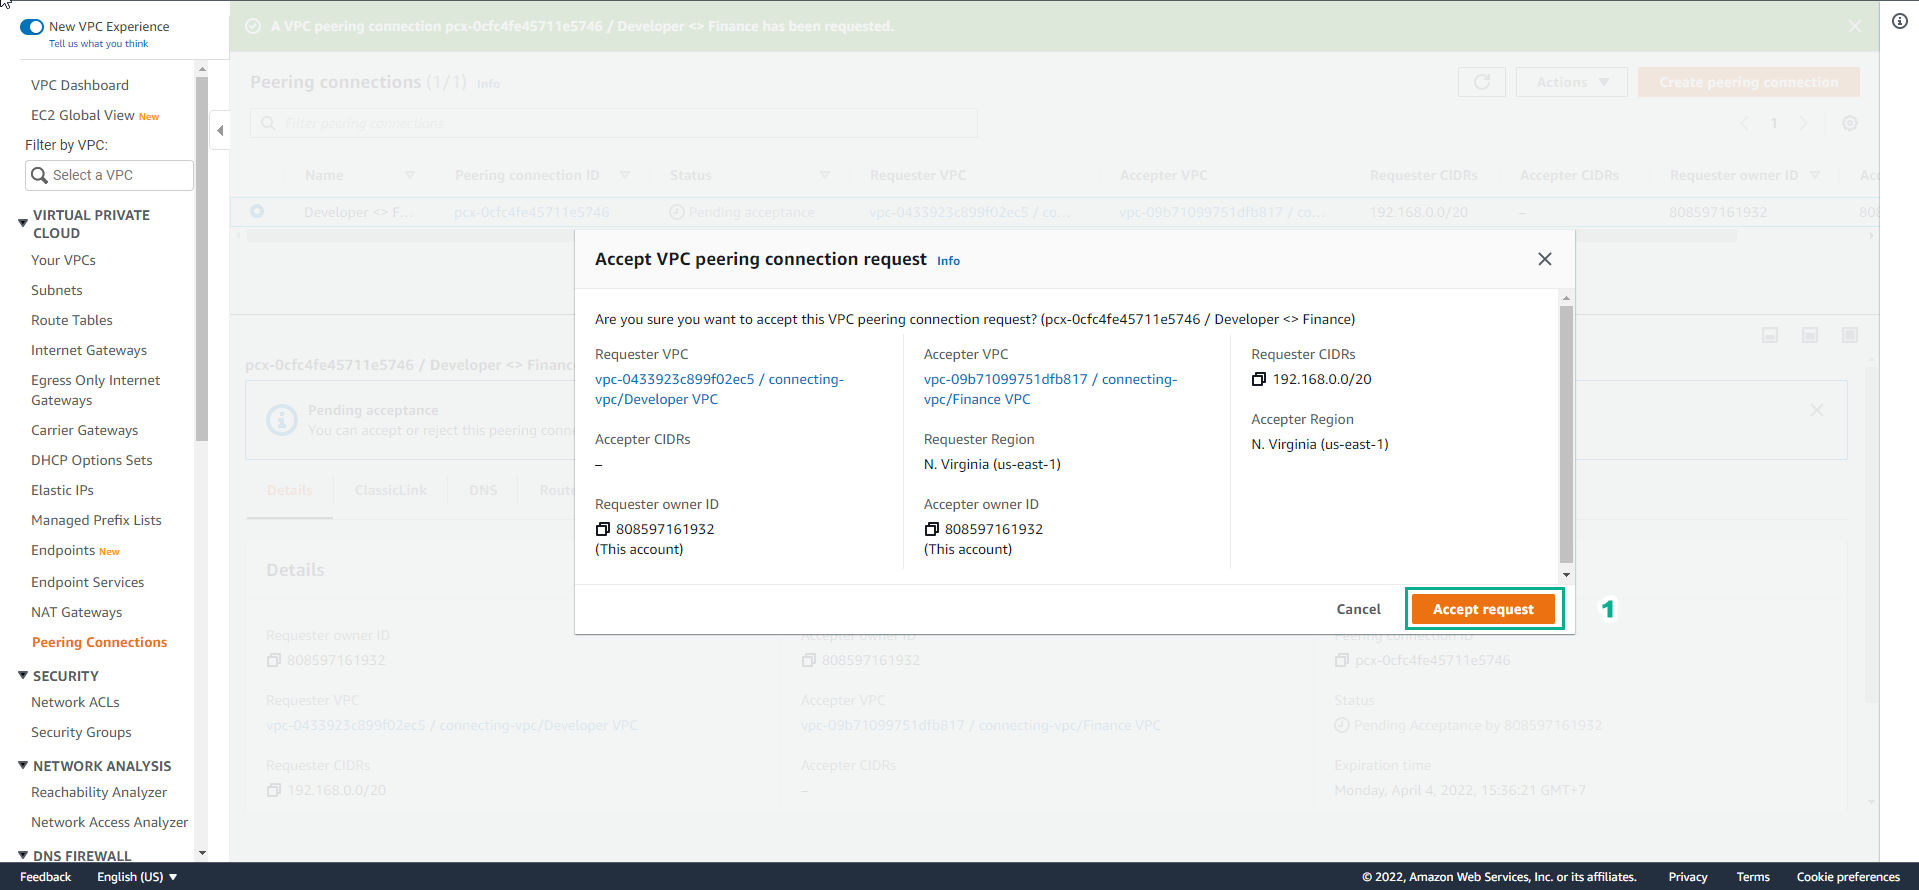 New VPC Experience
Tell us what you think
VPC Dashboard
EC2 Global View New
Filter by VPC:
Select a VPC
VIRTUAL PRIVATE
CLOUD
Your VPCs
Subnets
Route Tables
Internet Gateways
Egress Only Internet
Gateways
Carrier Gateways
DHCP Options Sets
Elastic IPs
Managed Prefix Lists
Endpoints New
Endpoint Services
NAT Gateways
Peering Connections
SECURITY
Network ACLs
Security Groups
NETWORK ANALYSIS
Reachability Analyzer
Network Access Analyzer
DNS FIREWALL
A VPC peering connection pcx-0cfc4fe45711e5746 / Developer <> Finance has been requested.
Peering connections (1/1) Info
Actions
Create peering connection
Filter peering connections
1
Name Peering connection ID Status Requester VPC Accepter VPC Requester CIDRs Accepter CIDRs Requester owner ID Acc
Developer <> F... pcx-0cfc4fe45711e5746 Pending acceptance vpc-0433923c899f02ec5 / co... vpc-09b71099751dfb817 / co... 192.168.0.0/20 – 808597161932 808
Accept VPC peering connection request Info
Are you sure you want to accept this VPC peering connection request? (pcx-0cfc4fe45711e5746 / Developer <> Finance)
Requester VPC
vpc-0433923c899f02ec5 / connecting-
vpc/Developer VPC
Accepter CIDRs
–
Requester owner ID
808597161932
(This account)
Accepter VPC
vpc-09b71099751dfb817 / connecting-
vpc/Finance VPC
Requester Region
N. Virginia (us-east-1)
Accepter owner ID
808597161932
(This account)
Requester CIDRs
192.168.0.0/20
Accepter Region
N. Virginia (us-east-1)
Cancel
Accept request
1
pcx-0cfc4fe45711e5746 / Developer <> Finance
Pending acceptance
You can accept or reject this peering conne
Details ClassicLink DNS Route
Details
Requester owner ID
808597161932
Requester VPC
vpc-0433923c899f02ec5 / connecting-vpc/Developer VPC
Requester CIDRs
192.168.0.0/20
Accepter owner ID
808597161932
Accepter VPC
vpc-09b71099751dfb817 / connecting-vpc/Finance VPC
Accepter CIDRs
–
Peering connection ID
pcx-0cfc4fe45711e5746
Status
Pending Acceptance by 808597161932
Expiration time
Monday, April 4, 2022, 15:36:21 GMT+7
Feedback English (US)
© 2022, Amazon Web Services, Inc. or its affiliates. Privacy Terms Cookie preferences